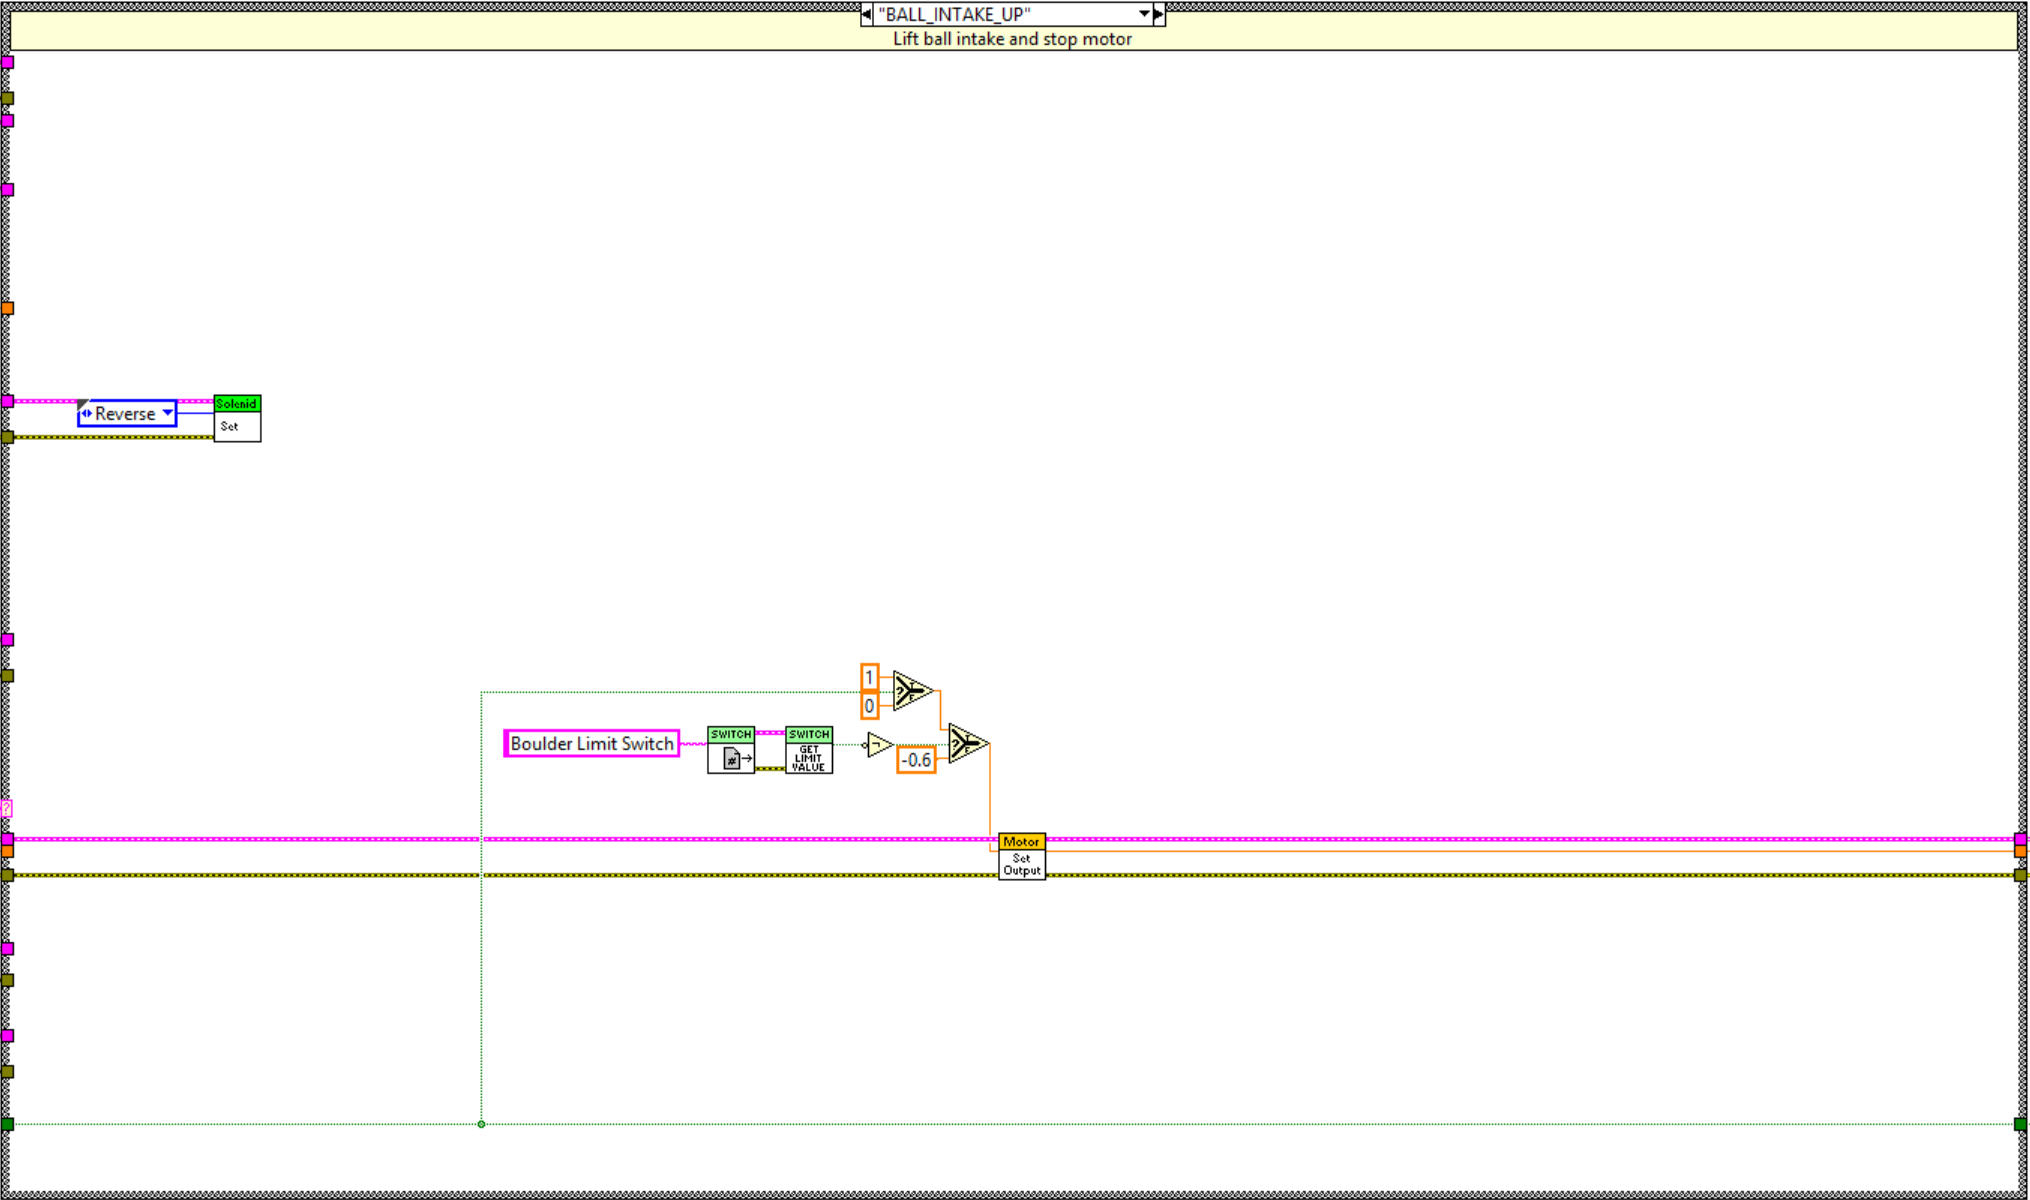 "BALL_INTAKE_UP"
Lift ball intake and stop motor
Reverse
Solenid
Set
1
0
? T F
Boulder Limit Switch
SWITCH
#
SWITCH
GET
LIMIT
VALUE
-0.6
? T F
?
Motor
Set
Output